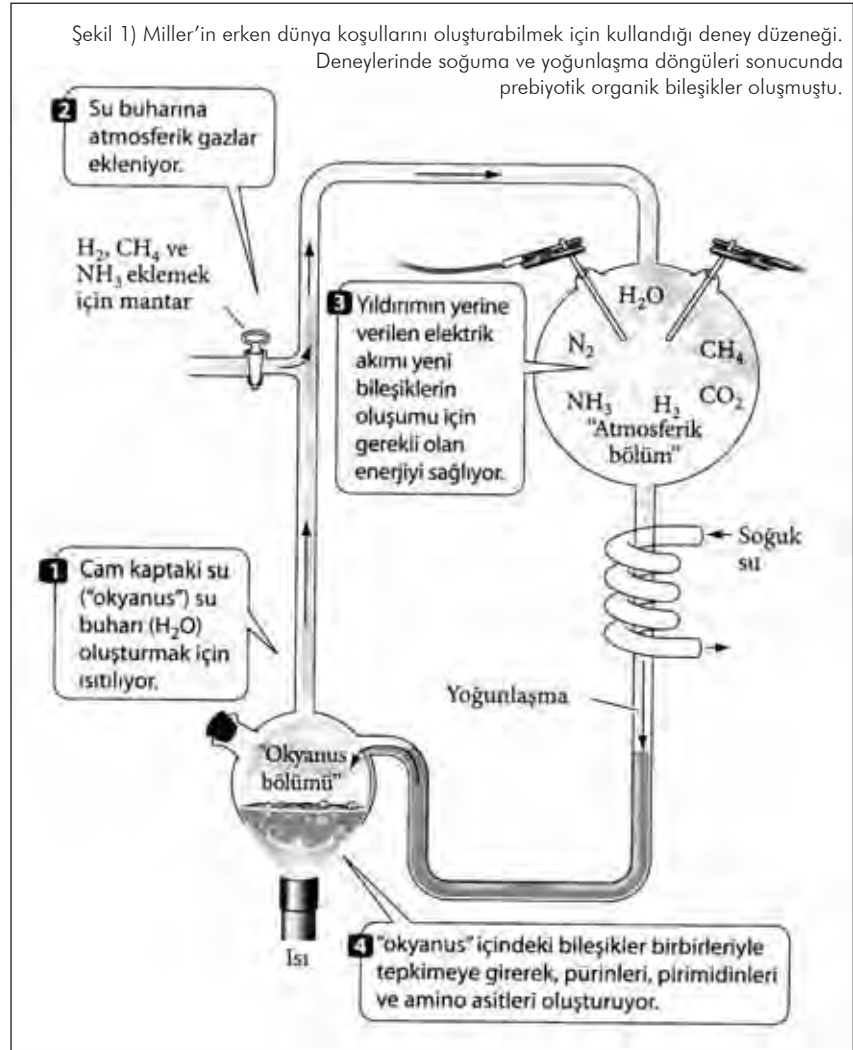 Şekil 1) Miller’in erken dünya koşullarını oluşturabilmek için kullandığı deney düzeneği.
Deneylerinde soğuma ve yoğunlaşma döngüleri sonucunda
prebiyotik organik bileşikler oluşmuştu.
2 Su buharına
atmosferik gazlar
ekleniyor.
H₂, CH₄ ve
NH₃ eklemek
için mantar
3 Yıldırımın yerine
verilen elektrik
akımı yeni
bileşiklerin
oluşumu için
gerekli olan
enerjiyi sağlıyor.
H₂O
N₂
CH₄
NH₃
H₂
CO₂
"Atmosferik
bölüm"
Soğuk
su
1 Cam kaptaki su
("okyanus") su
buharı (H₂O)
oluşturmak için
ısıtılıyor.
Yoğunlaşma
"Okyanus
bölümü"
Isı
4 "okyanus" içindeki bileşikler birbirleriyle
tepkimeye girerek, pürinleri, pirimidinleri
ve amino asitleri oluşturuyor.